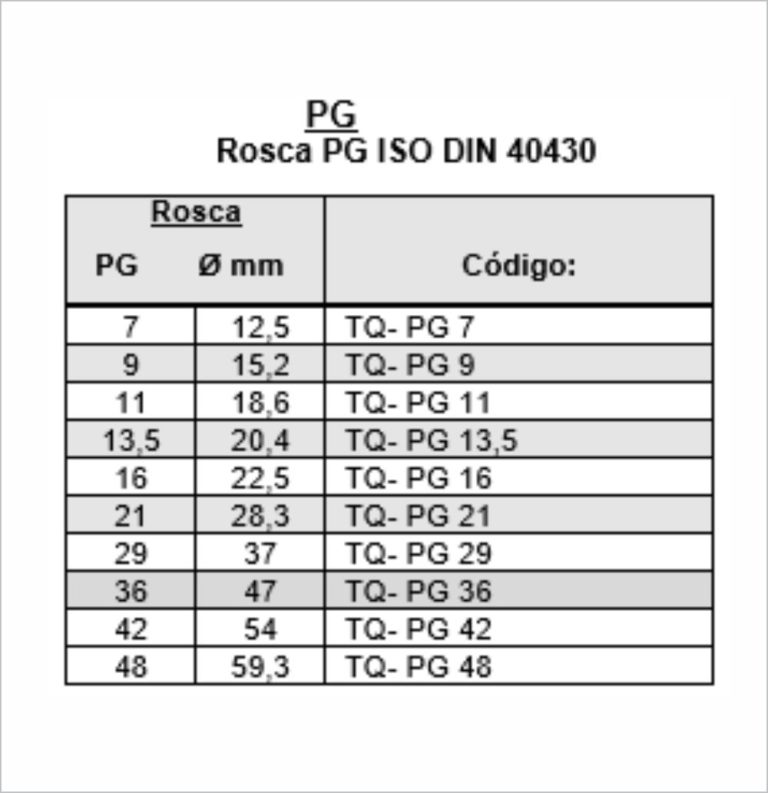 PG
Rosca PG ISO DIN 40430
Rosca
PG Ø mm Código:
7 12,5 TQ- PG 7
9 15,2 TQ- PG 9
11 18,6 TQ- PG 11
13,5 20,4 TQ- PG 13,5
16 22,5 TQ- PG 16
21 28,3 TQ- PG 21
29 37 TQ- PG 29
36 47 TQ- PG 36
42 54 TQ- PG 42
48 59,3 TQ- PG 48